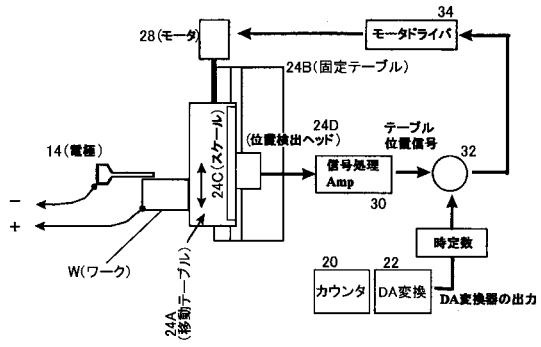 34
28(モータ)
モータドライバ
24B(固定テーブル)
24D
(位置検出ヘッド)
テーブル
位置信号
32
14(電極)
24C(スケール)
信号処理
Amp
30
−
+
時定数
20
22
W(ワーク)
カウンタ
DA変換
DA変換器の出力
24A
(移動テーブル)